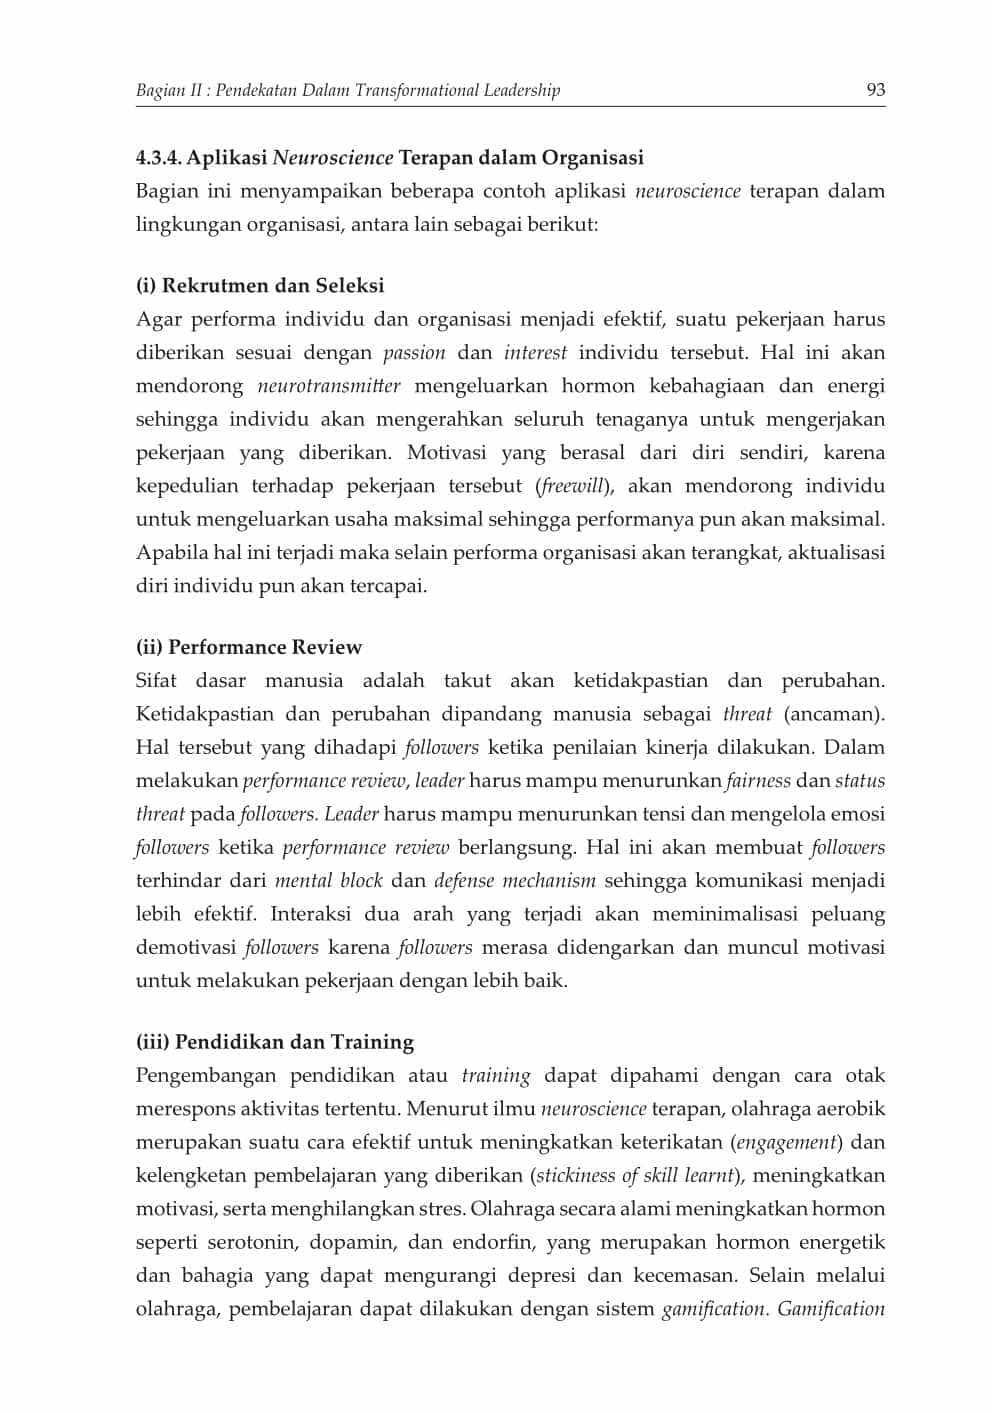 Bagian II : Pendekatan Dalam Transformational Leadership 93
4.3.4. Aplikasi Neuroscience Terapan dalam Organisasi
Bagian ini menyampaikan beberapa contoh aplikasi neuroscience terapan dalam
lingkungan organisasi, antara lain sebagai berikut:
(i) Rekrutmen dan Seleksi
Agar performa individu dan organisasi menjadi efektif, suatu pekerjaan harus
diberikan sesuai dengan passion dan interest individu tersebut. Hal ini akan
mendorong neurotransmitter mengeluarkan hormon kebahagiaan dan energi
sehingga individu akan mengerahkan seluruh tenaganya untuk mengerjakan
pekerjaan yang diberikan. Motivasi yang berasal dari diri sendiri, karena
kepedulian terhadap pekerjaan tersebut (freewill), akan mendorong individu
untuk mengeluarkan usaha maksimal sehingga performanya pun akan maksimal.
Apabila hal ini terjadi maka selain performa organisasi akan terangkat, aktualisasi
diri individu pun akan tercapai.
(ii) Performance Review
Sifat dasar manusia adalah takut akan ketidakpastian dan perubahan.
Ketidakpastian dan perubahan dipandang manusia sebagai threat (ancaman).
Hal tersebut yang dihadapi followers ketika penilaian kinerja dilakukan. Dalam
melakukan performance review, leader harus mampu menurunkan fairness dan status
threat pada followers. Leader harus mampu menurunkan tensi dan mengelola emosi
followers ketika performance review berlangsung. Hal ini akan membuat followers
terhindar dari mental block dan defense mechanism sehingga komunikasi menjadi
lebih efektif. Interaksi dua arah yang terjadi akan meminimalisasi peluang
demotivasi followers karena followers merasa didengarkan dan muncul motivasi
untuk melakukan pekerjaan dengan lebih baik.
(iii) Pendidikan dan Training
Pengembangan pendidikan atau training dapat dipahami dengan cara otak
merespons aktivitas tertentu. Menurut ilmu neuroscience terapan, olahraga aerobik
merupakan suatu cara efektif untuk meningkatkan keterikatan (engagement) dan
kelengketan pembelajaran yang diberikan (stickiness of skill learnt), meningkatkan
motivasi, serta menghilangkan stres. Olahraga secara alami meningkatkan hormon
seperti serotonin, dopamin, dan endorfin, yang merupakan hormon energetik
dan bahagia yang dapat mengurangi depresi dan kecemasan. Selain melalui
olahraga, pembelajaran dapat dilakukan dengan sistem gamification. Gamification